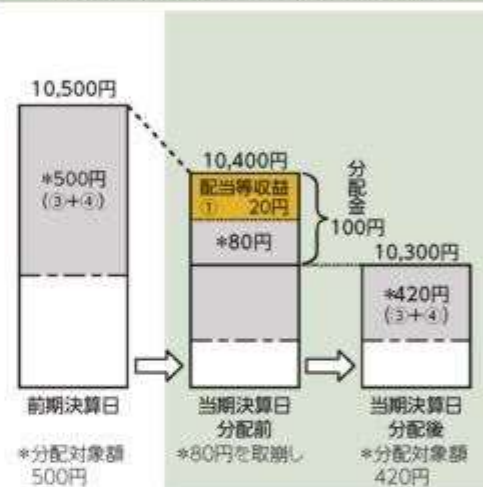 10,500円
*500円
(③+④)
10,400円
配当等収益
① 20円
*80円
分配金
100円
10,300円
*420円
(③+④)
前期決算日
*分配対象額
500円
当期決算日
分配前
*80円を取崩し
当期決算日
分配後
*分配対象額
420円